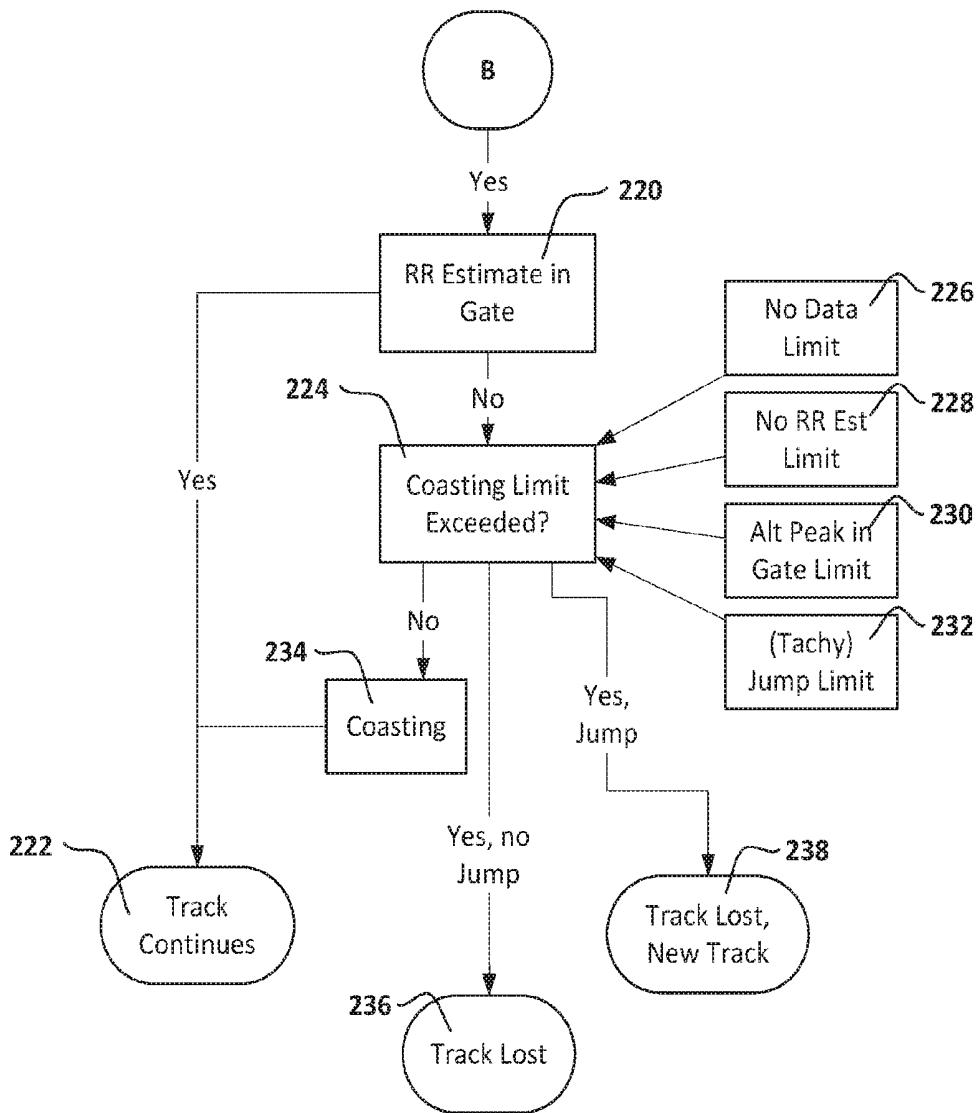 B
Yes
220
RR Estimate in
Gate
226
No Data
Limit
224
No
228
No RR Est
Limit
Yes
Coasting Limit
Exceeded?
230
Alt Peak in
Gate Limit
No
232
(Tachy)
Jump Limit
234
Coasting
Yes,
Jump
222
Track
Continues
Yes, no
Jump
238
Track Lost,
New Track
236
Track Lost